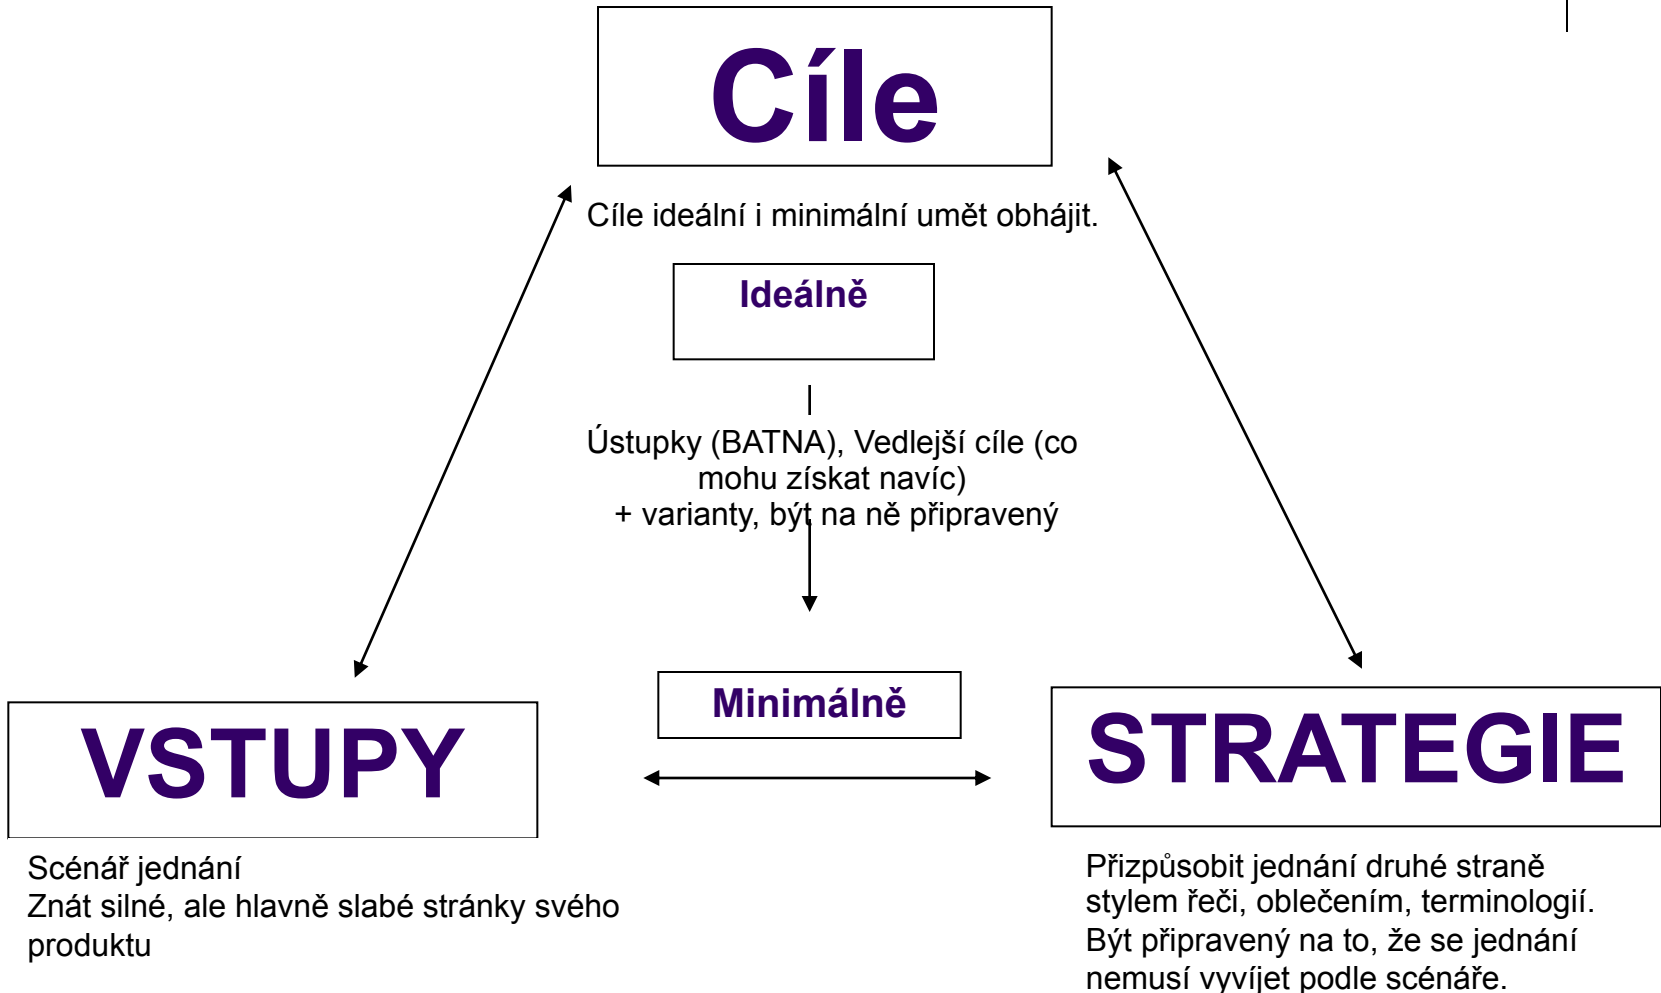 Cíle
Cíle ideální i minimální umět obhájit.
Ideálně
Ústupky (BATNA), Vedlejší cíle (co
mohu získat navíc)
+ varianty, být na ně připravený
Minimálně
VSTUPY
Scénář jednání
Znát silné, ale hlavně slabé stránky svého
produktu
STRATEGIE
Přizpůsobit jednání druhé straně
stylem řeči, oblečením, terminologií.
Být připravený na to, že se jednání
nemusí vyvíjet podle scénáře.